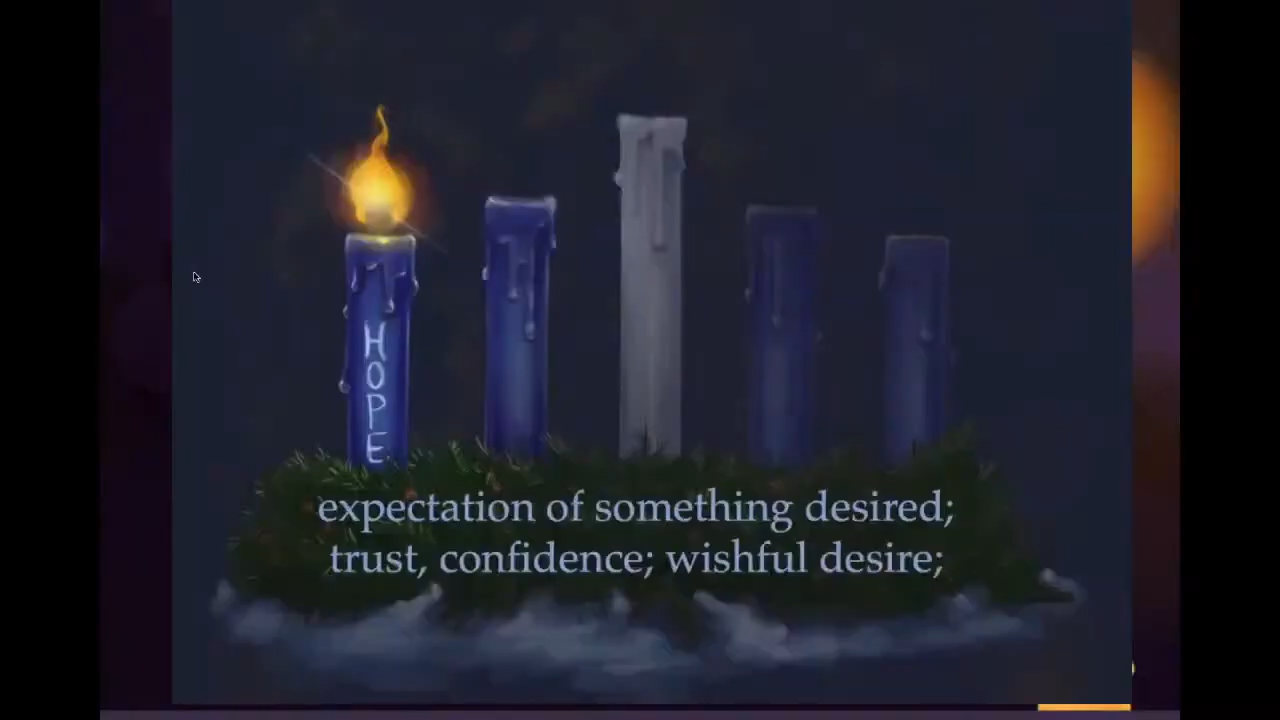 HOPE
expectation of something desired;
trust, confidence; wishful desire;